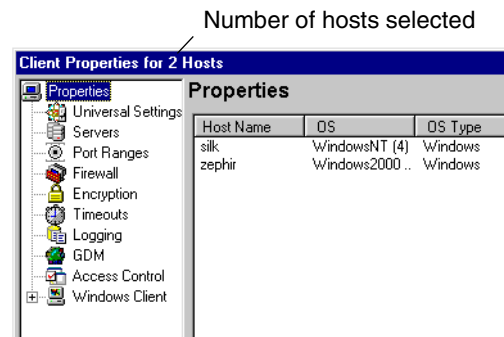 Number of hosts selected
Client Properties for 2 Hosts
Properties
Universal Settings
Servers
Port Ranges
Firewall
Encryption
Timeouts
Logging
GDM
Access Control
Windows Client
Properties
Host Name OS OS Type
silk WindowsNT (4) Windows
zephir Windows2000 .. Windows